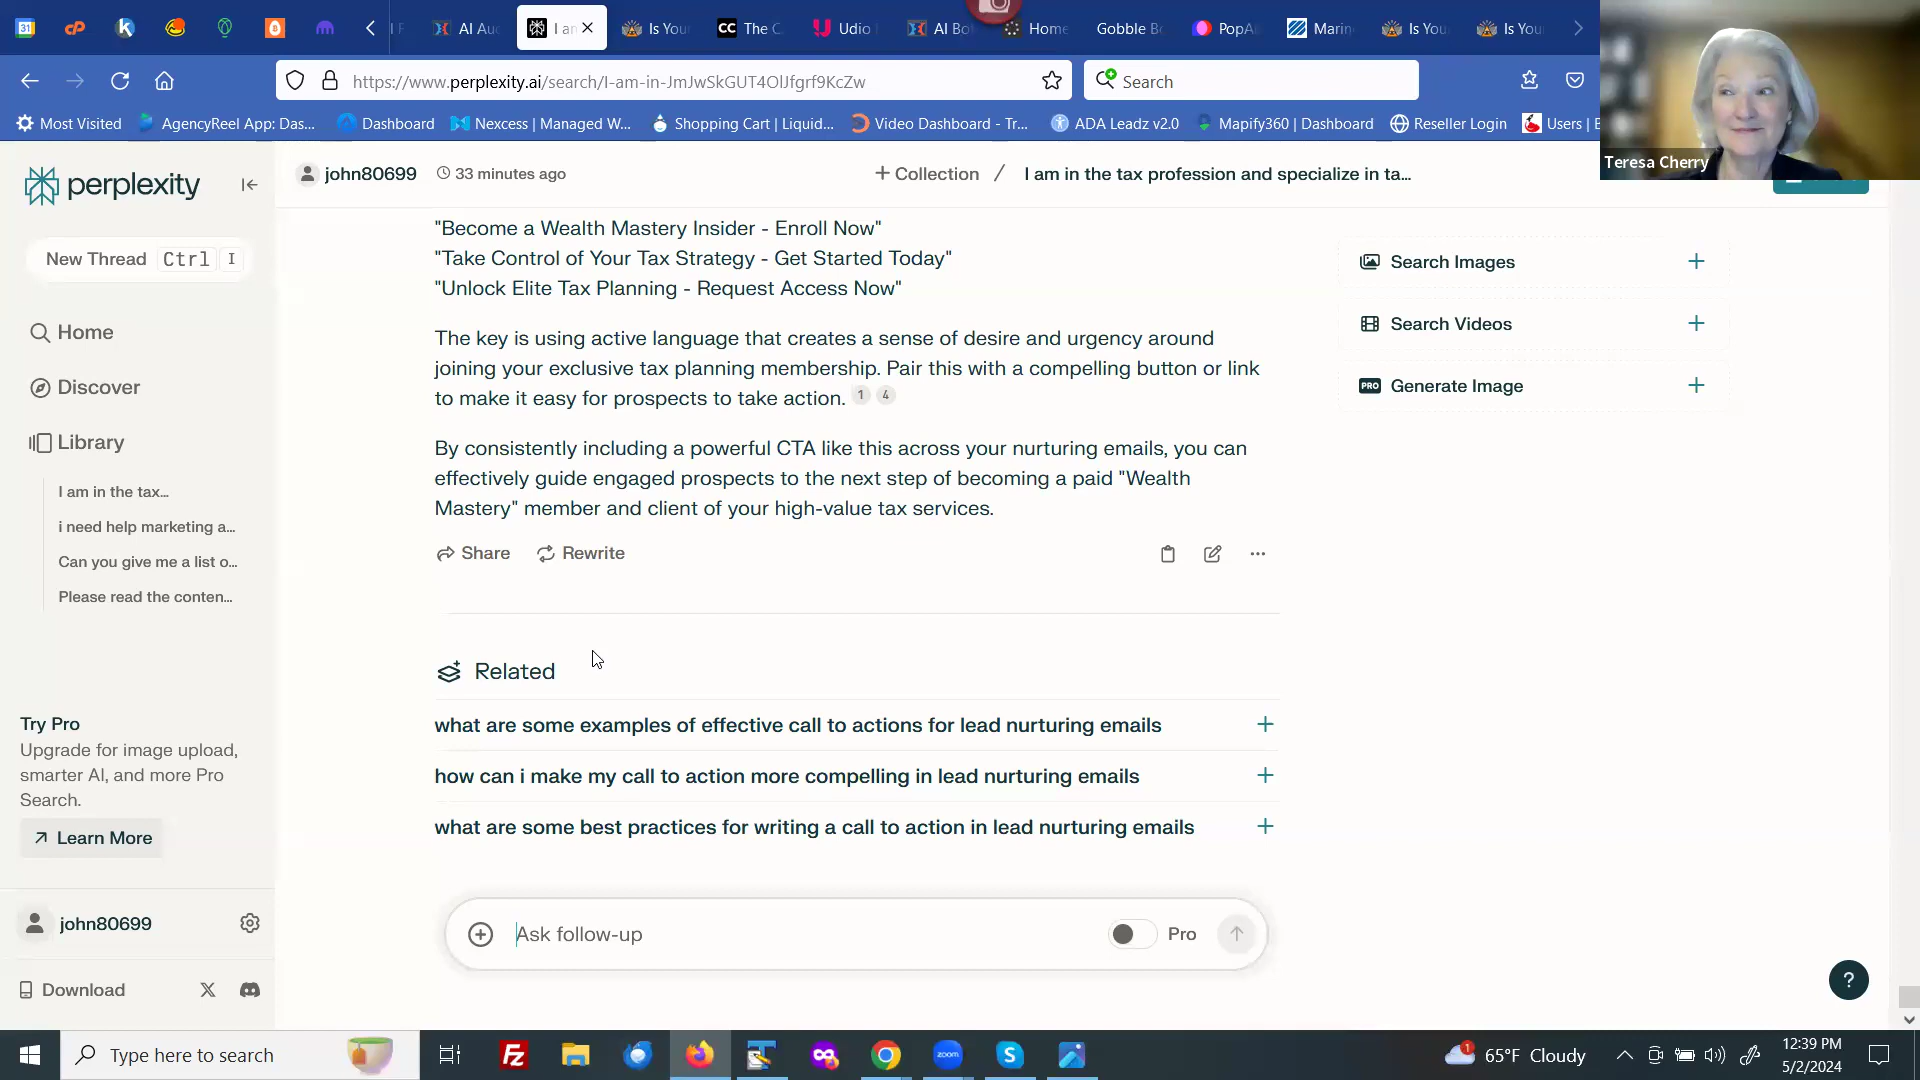 I R
AI Au
I am
Is Your
CC The C
Udio
AI Bot
Home
Gobble B
PopA
Marin
Is You
Is You
https://www.perplexity.ai/search/I-am-in-JmJwSkGUT4OlJfgrf9KcZw
Search
Most Visited
AgencyReel App: Das...
Dashboard
Nexcess | Managed W...
Shopping Cart | Liquid...
Video Dashboard - Tr...
ADA Leadz v2.0
Mapify360 | Dashboard
Reseller Login
Users |
Teresa Cherry
perplexity
john80699
33 minutes ago
Collection / I am in the tax profession and specialize in ta...
New Thread Ctrl I
Home
Discover
Library
I am in the tax...
i need help marketing a...
Can you give me a list o...
Please read the conten...
Try Pro
Upgrade for image upload,
smarter AI, and more Pro
Search.
Learn More
john80699
Download
"Become a Wealth Mastery Insider - Enroll Now"
"Take Control of Your Tax Strategy - Get Started Today"
"Unlock Elite Tax Planning - Request Access Now"
The key is using active language that creates a sense of desire and urgency around
joining your exclusive tax planning membership. Pair this with a compelling button or link
to make it easy for prospects to take action. 1 4
By consistently including a powerful CTA like this across your nurturing emails, you can
effectively guide engaged prospects to the next step of becoming a paid "Wealth
Mastery" member and client of your high-value tax services.
Share
Rewrite
Related
what are some examples of effective call to actions for lead nurturing emails
how can i make my call to action more compelling in lead nurturing emails
what are some best practices for writing a call to action in lead nurturing emails
Ask follow-up
Pro
Search Images
Search Videos
PRO Generate Image
?
Type here to search
zoom
1
65°F Cloudy
12:39 PM
5/2/2024